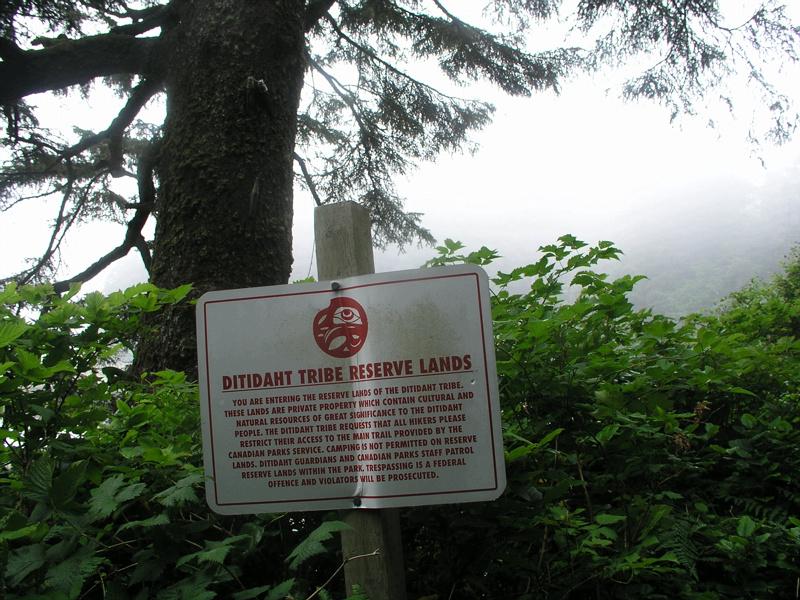 DITIDAHT TRIBE RESERVE LANDS
YOU ARE ENTERING THE RESERVE LANDS OF THE DITIDAHT TRIBE.
THESE LANDS ARE PRIVATE PROPERTY WHICH CONTAIN CULTURAL AND
NATURAL RESOURCES OF GREAT SIGNIFICANCE TO THE DITIDAHT
PEOPLE. THE DITIDAHT TRIBE REQUESTS THAT ALL HIKERS PLEASE
RESTRICT THEIR ACCESS TO THE MAIN TRAIL PROVIDED BY THE
CANADIAN PARKS SERVICE. CAMPING IS NOT PERMITTED ON RESERVE
LANDS. DITIDAHT GUARDIANS AND CANADIAN PARKS STAFF PATROL
RESERVE LANDS WITHIN THE PARK. TRESPASSING IS A FEDERAL
OFFENCE AND VIOLATORS WILL BE PROSECUTED.